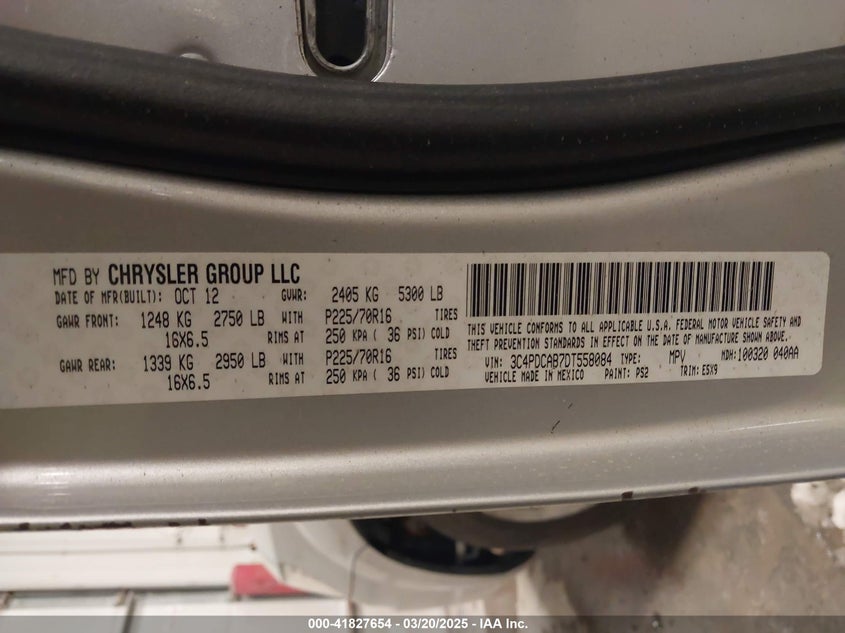 MFD BY CHRYSLER GROUP LLC
DATE OF MFR(BUILT): OCT 12 GVWR: 2405 KG 5300 LB
GAWR FRONT: 1248 KG 2750 LB WITH P225/70R16 TIRES
16X6.5 RIMS AT 250 KPA ( 36 PSI) COLD
GAWR REAR: 1339 KG 2950 LB WITH P225/70R16 TIRES
16X6.5 RIMS AT 250 KPA ( 36 PSI) COLD
THIS VEHICLE CONFORMS TO ALL APPLICABLE U.S.A. FEDERAL MOTOR VEHICLE SAFETY AND
THEFT PREVENTION STANDARDS IN EFFECT ON THE DATE OF MANUFACTURE SHOWN ABOVE.
VIN: 3C4PDCAB7DT558084 TYPE: MPV MDH:100320 040AA
VEHICLE MADE IN MEXICO PAINT: PS2 TRIM: E5X9
000-41827654 - 03/20/2025 - IAA Inc.